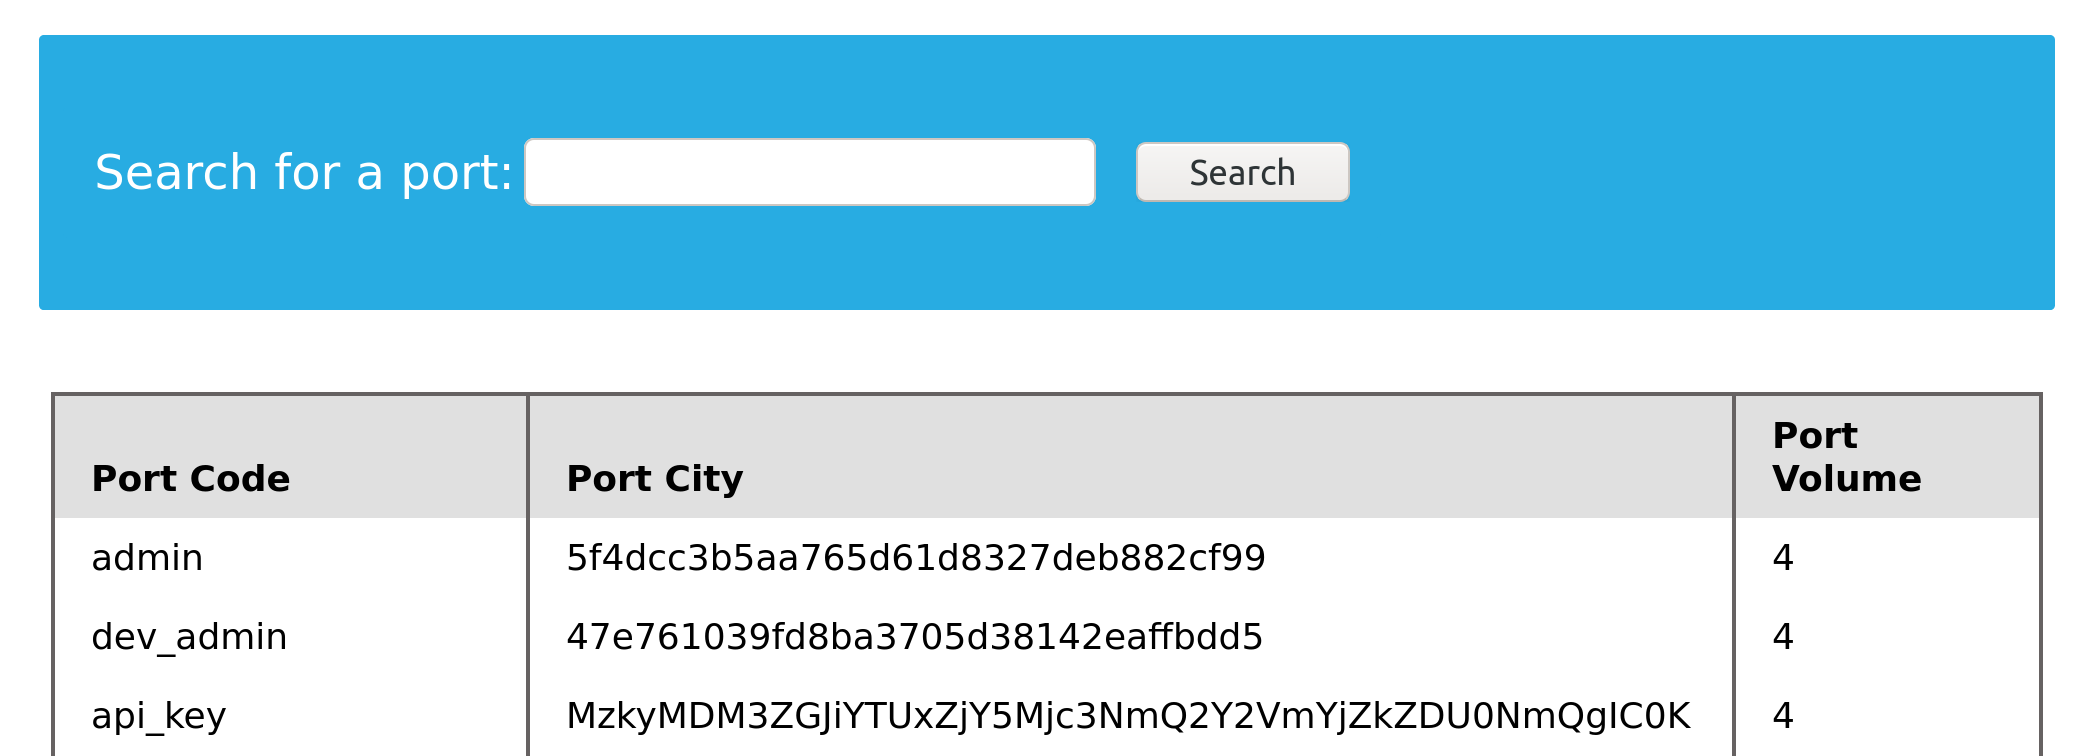 Search for a port: Search
Port Code Port City Port
Volume
admin 5f4dcc3b5aa765d61d8327deb882cf99 4
dev_admin 47e761039fd8ba3705d38142eaffbdd5 4
api_key MzkyMDM3ZGJiYTUxZjY5Mjc3NmQ2Y2VmYjZkZDU0NmQgIC0K 4